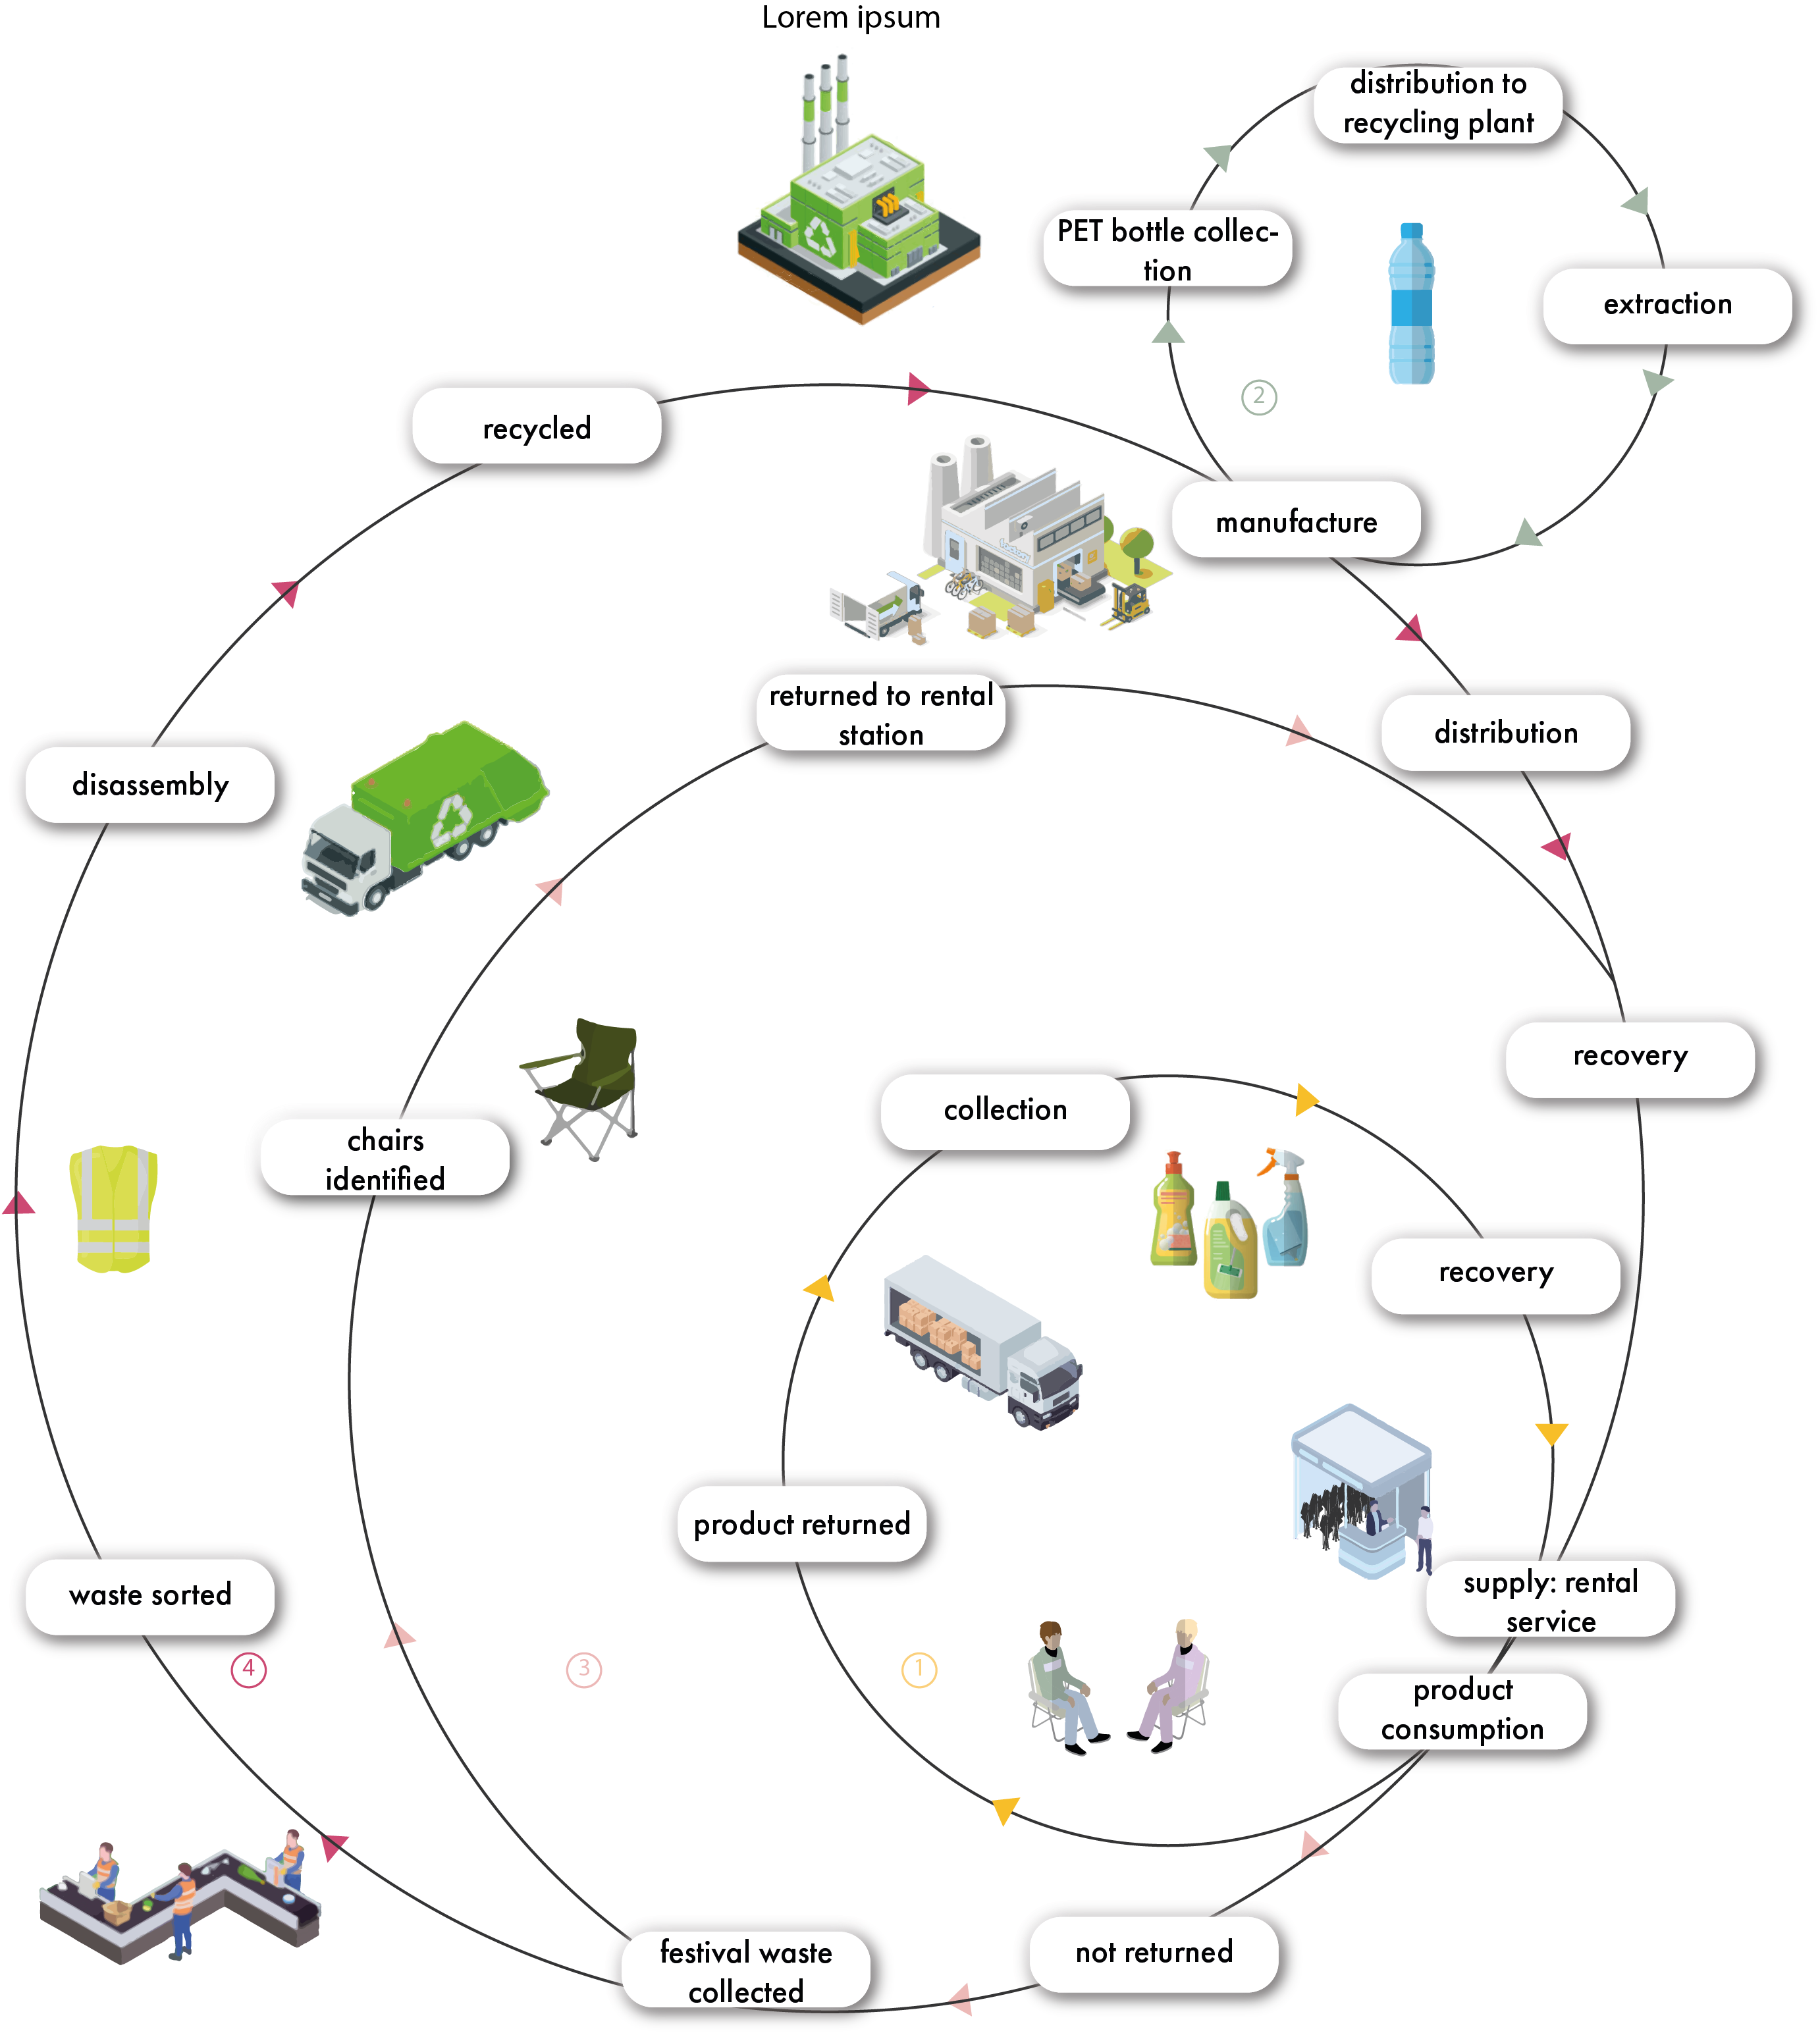 Lorem ipsum
distribution to
recycling plant
PET bottle collec-
tion
extraction
2
recycled
manufacture
returned to rental
station
distribution
disassembly
recovery
collection
chairs
identified
recovery
product returned
supply: rental
service
waste sorted
4
3
1
product
consumption
not returned
festival waste
collected